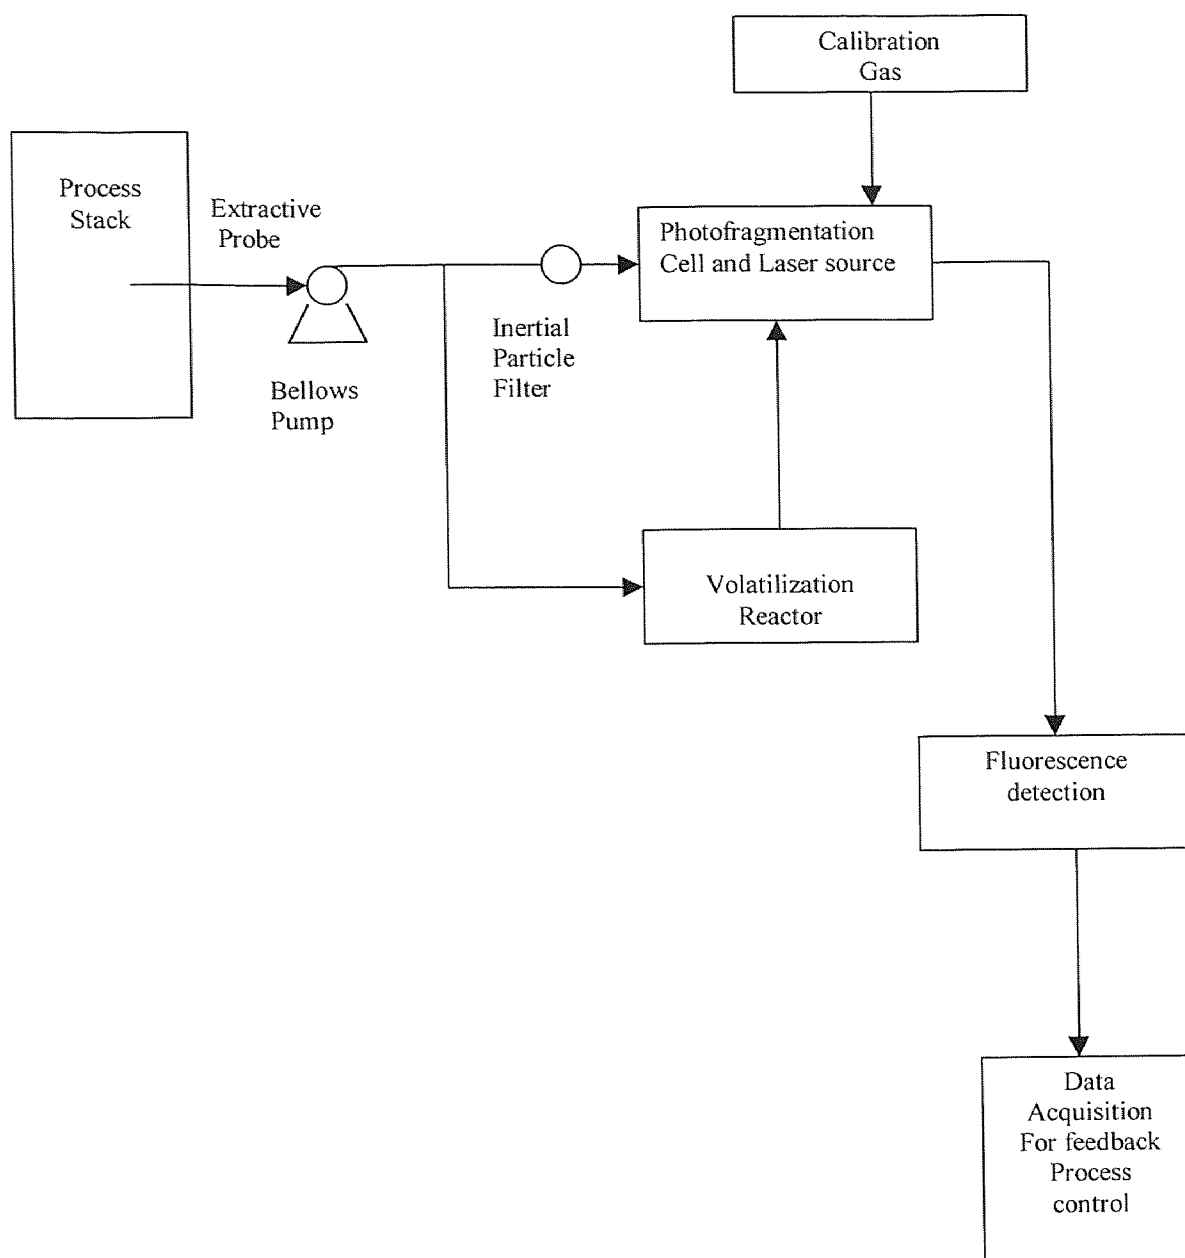 Calibration
Gas
Process
Stack
Extractive
Probe
Photofragmentation
Cell and Laser source
Inertial
Particle
Filter
Bellows
Pump
Volatilization
Reactor
Fluorescence
detection
Data
Acquisition
For feedback
Process
control